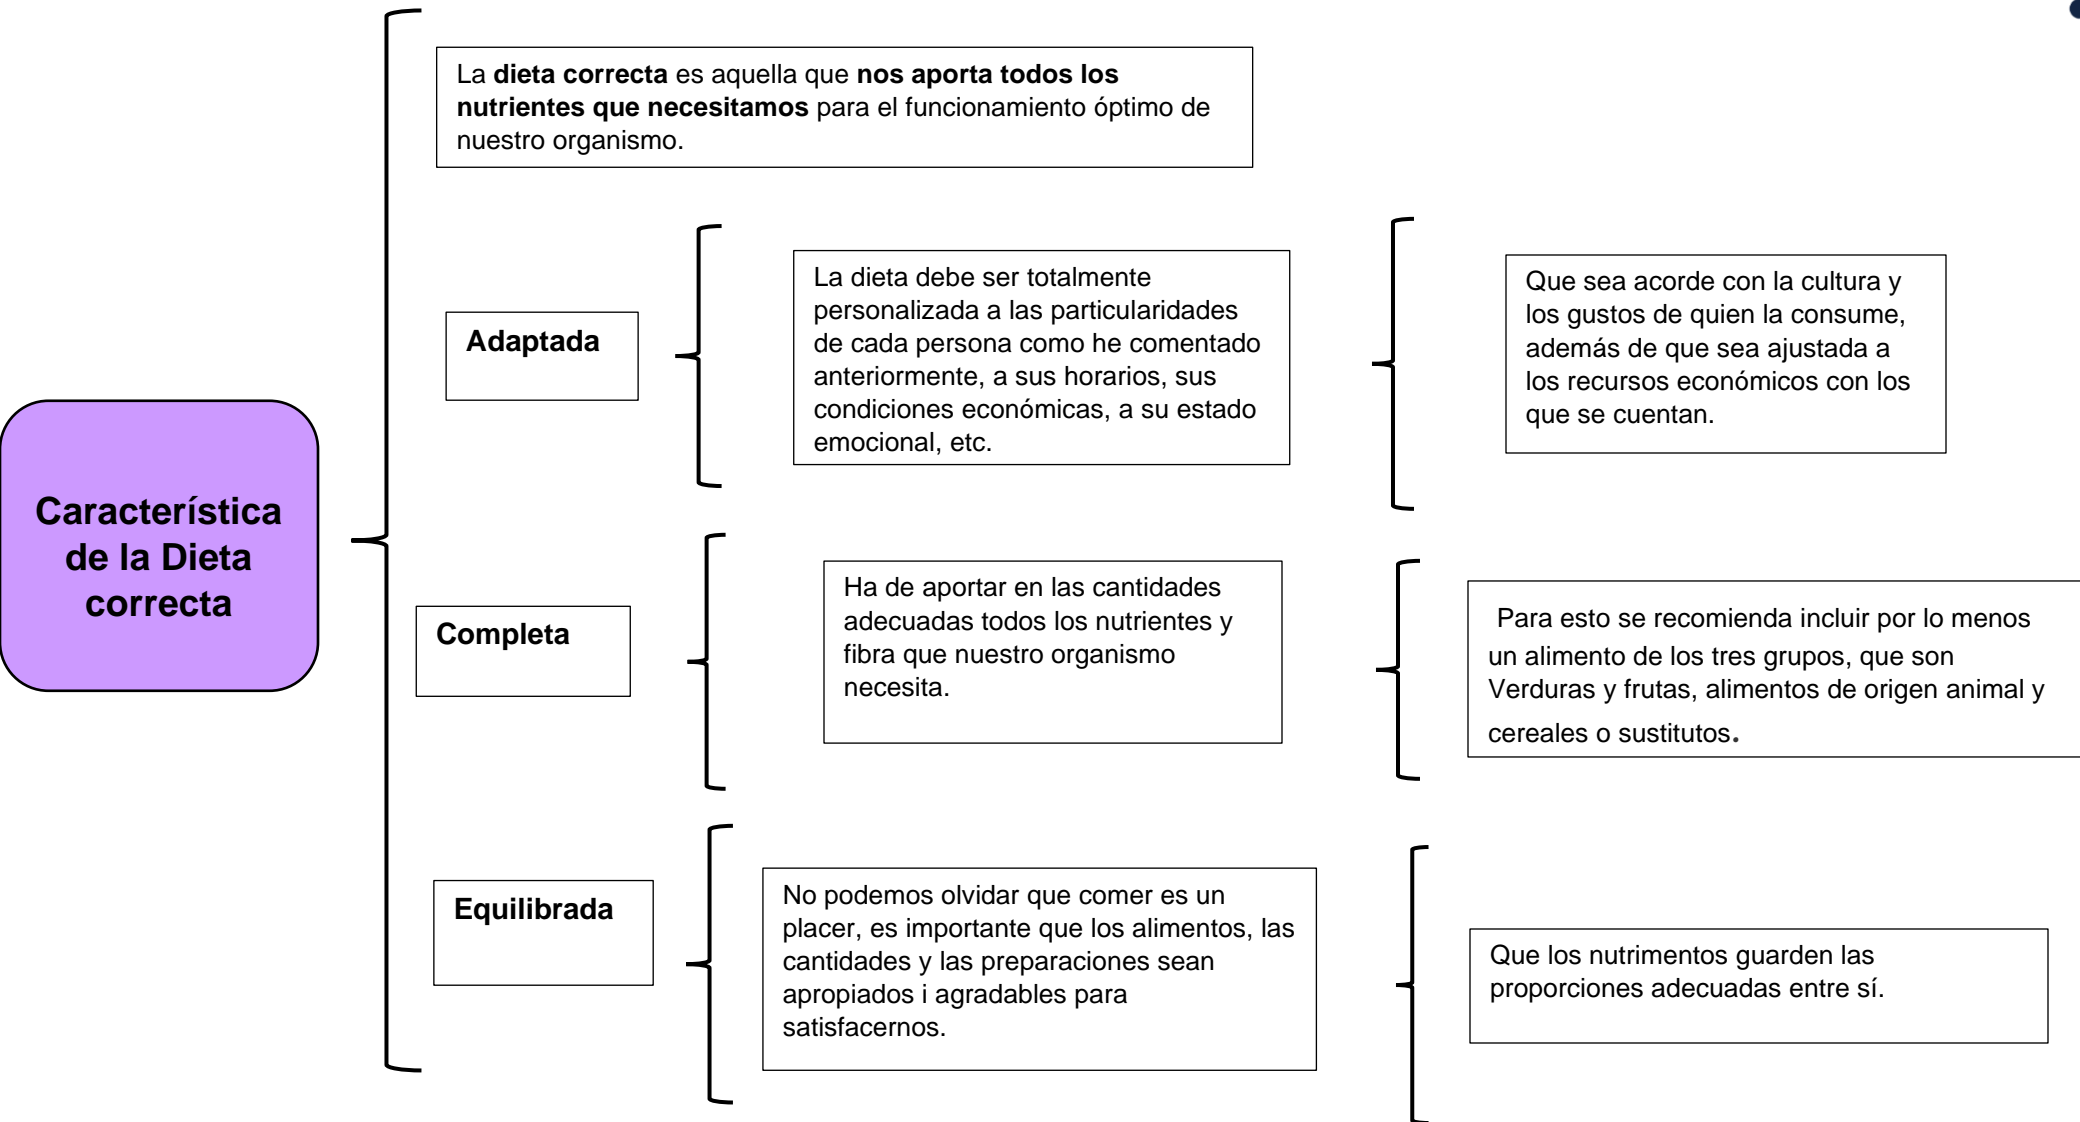 La dieta correcta es aquella que nos aporta todos los
nutrientes que necesitamos para el funcionamiento óptimo de
nuestro organismo.
Característica
de la Dieta
correcta
Adaptada
La dieta debe ser totalmente
personalizada a las particularidades
de cada persona como he comentado
anteriormente, a sus horarios, sus
condiciones económicas, a su estado
emocional, etc.
Que sea acorde con la cultura y
los gustos de quien la consume,
además de que sea ajustada a
los recursos económicos con los
que se cuentan.
Completa
Ha de aportar en las cantidades
adecuadas todos los nutrientes y
fibra que nuestro organismo
necesita.
Para esto se recomienda incluir por lo menos
un alimento de los tres grupos, que son
Verduras y frutas, alimentos de origen animal y
cereales o sustitutos.
Equilibrada
No podemos olvidar que comer es un
placer, es importante que los alimentos, las
cantidades y las preparaciones sean
apropiados i agradables para
satisfacernos.
Que los nutrimentos guarden las
proporciones adecuadas entre sí.